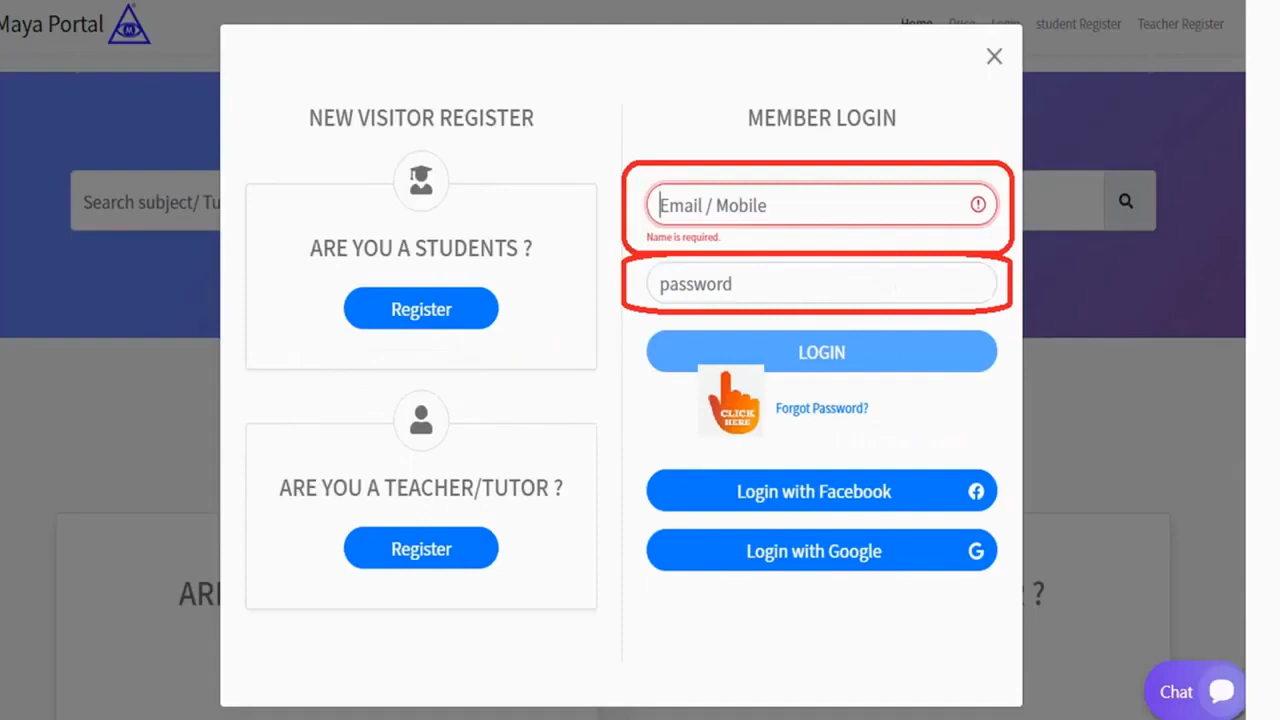 Maya Portal
Home Price Login student Register Teacher Register
NEW VISITOR REGISTER
MEMBER LOGIN
Search subject/ Tu
Email / Mobile
Name is required.
ARE YOU A STUDENTS ?
password
Register
LOGIN
CLICK
HERE
Forgot Password?
ARE YOU A TEACHER/TUTOR ?
Login with Facebook
Register
Login with Google
?
Chat